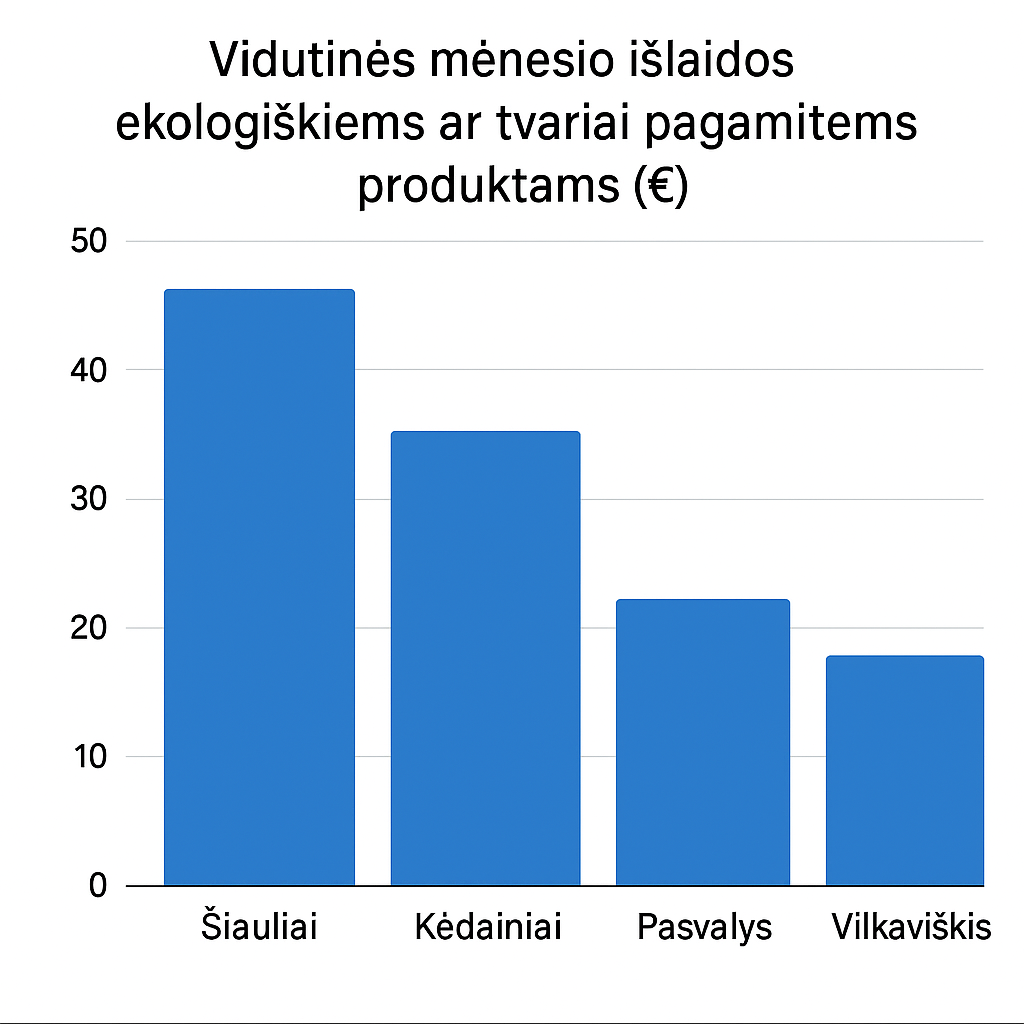 Vidutinės mėnesio išlaidos
ekologiškiems ar tvariai pagamitems
produktams (€)
50
40
30
20
10
0
Šiauliai
Kėdainiai
Pasvalys
Vilkaviškis